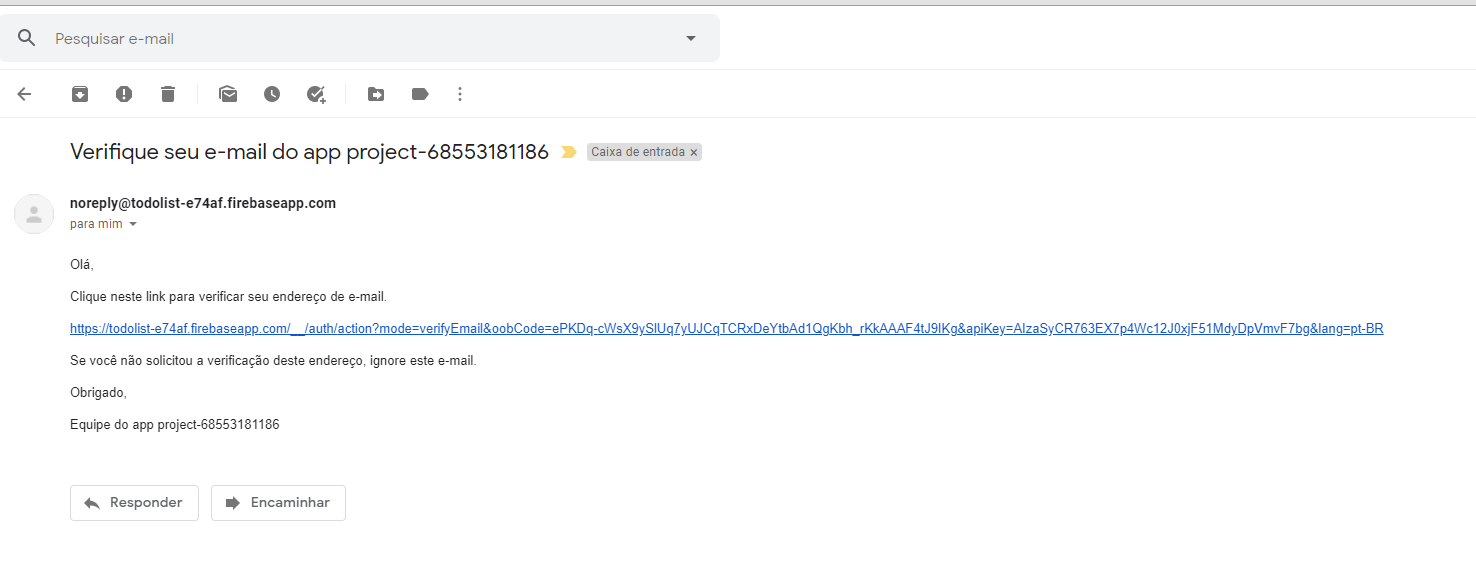 Pesquisar e-mail
Verifique seu e-mail do app project-68553181186
Caixa de entrada ×
noreply@todolist-e74af.firebaseapp.com
para mim
Olá,
Clique neste link para verificar seu endereço de e-mail.
https://todolist-e74af.firebaseapp.com/__/auth/action?mode=verifyEmail&oobCode=ePKDq-cWsX9ySlUq7yUJCqTCRxDeYtbAd1QgKbh_rKkAAAF4tJ9IKg&apiKey=AIzaSyCR763EX7p4Wc12J0xjF51MdyDpVmvF7bg&lang=pt-BR
Se você não solicitou a verificação deste endereço, ignore este e-mail.
Obrigado,
Equipe do app project-68553181186
Responder
Encaminhar